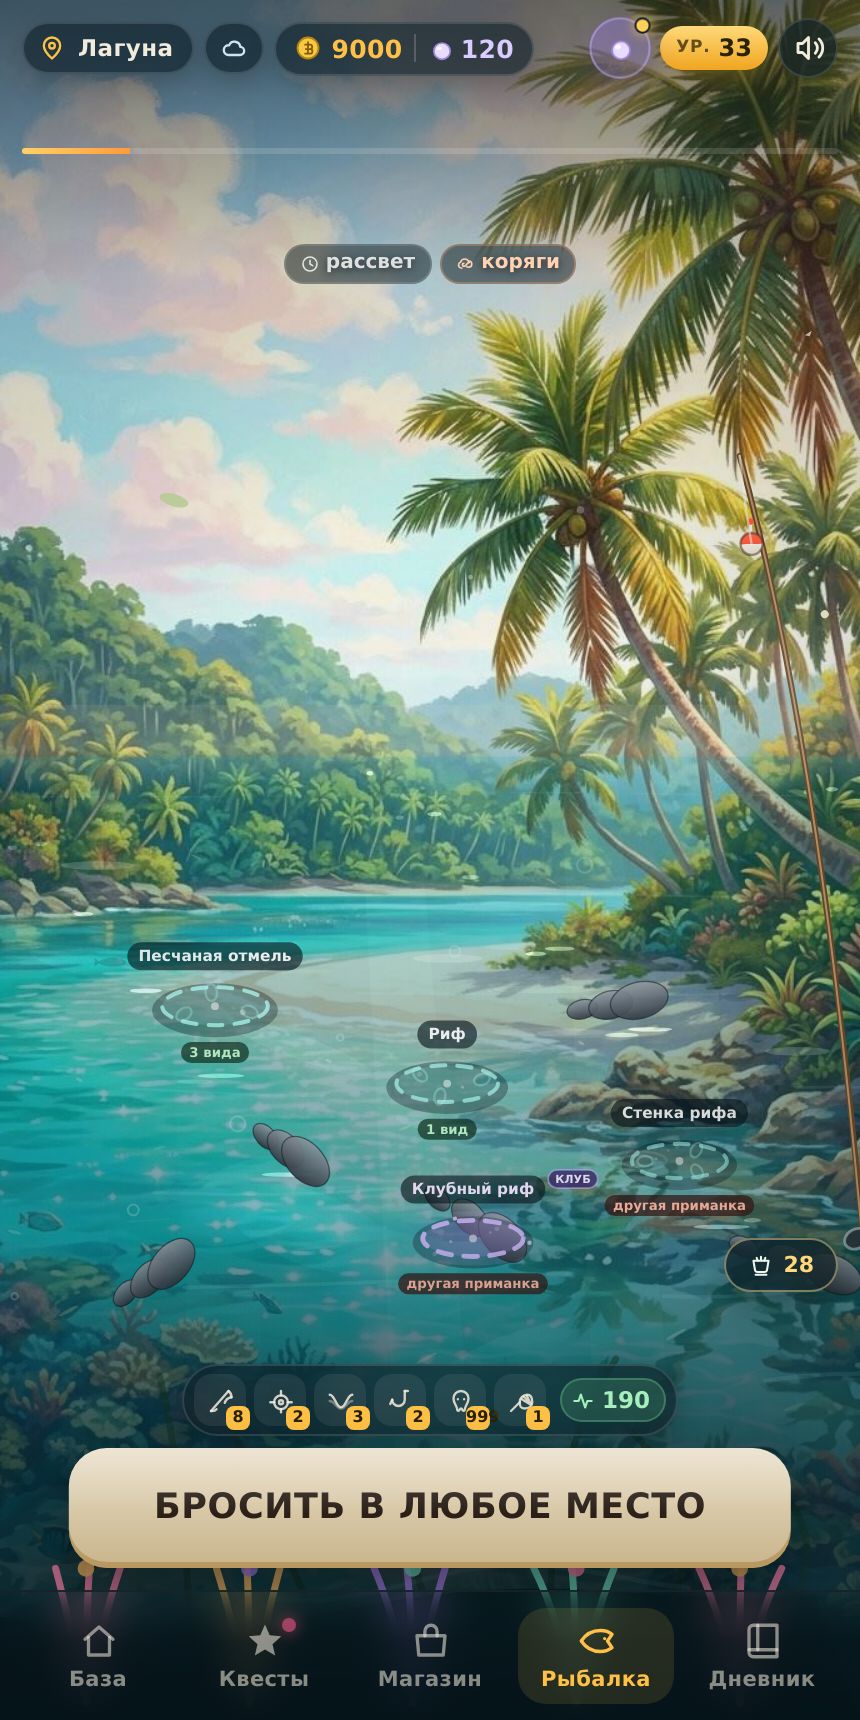 Лагуна
9000
120
УР. 33
рассвет
коряги
Песчаная отмель
3 вида
Риф
1 вид
Стенка рифа
другая приманка
Клубный риф
КЛУБ
другая приманка
28
8
2
3
2
999
1
190
БРОСИТЬ В ЛЮБОЕ МЕСТО
База
Квесты
Магазин
Рыбалка
Дневник